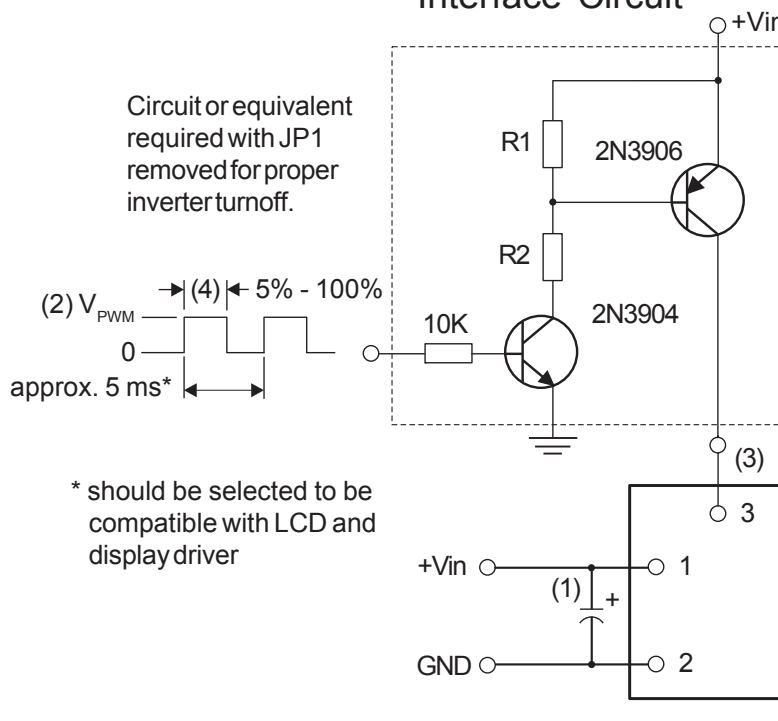 Interface Circuit
+Vin
Circuit or equivalent
required with JP1
removed for proper
inverter turnoff.
R1
2N3906
R2
(4) 5% - 100%
(2) VPWM
10K
2N3904
0
approx. 5 ms*
(3)
* should be selected to be
compatible with LCD and
display driver
3
+Vin
1
(1)
+
GND
2